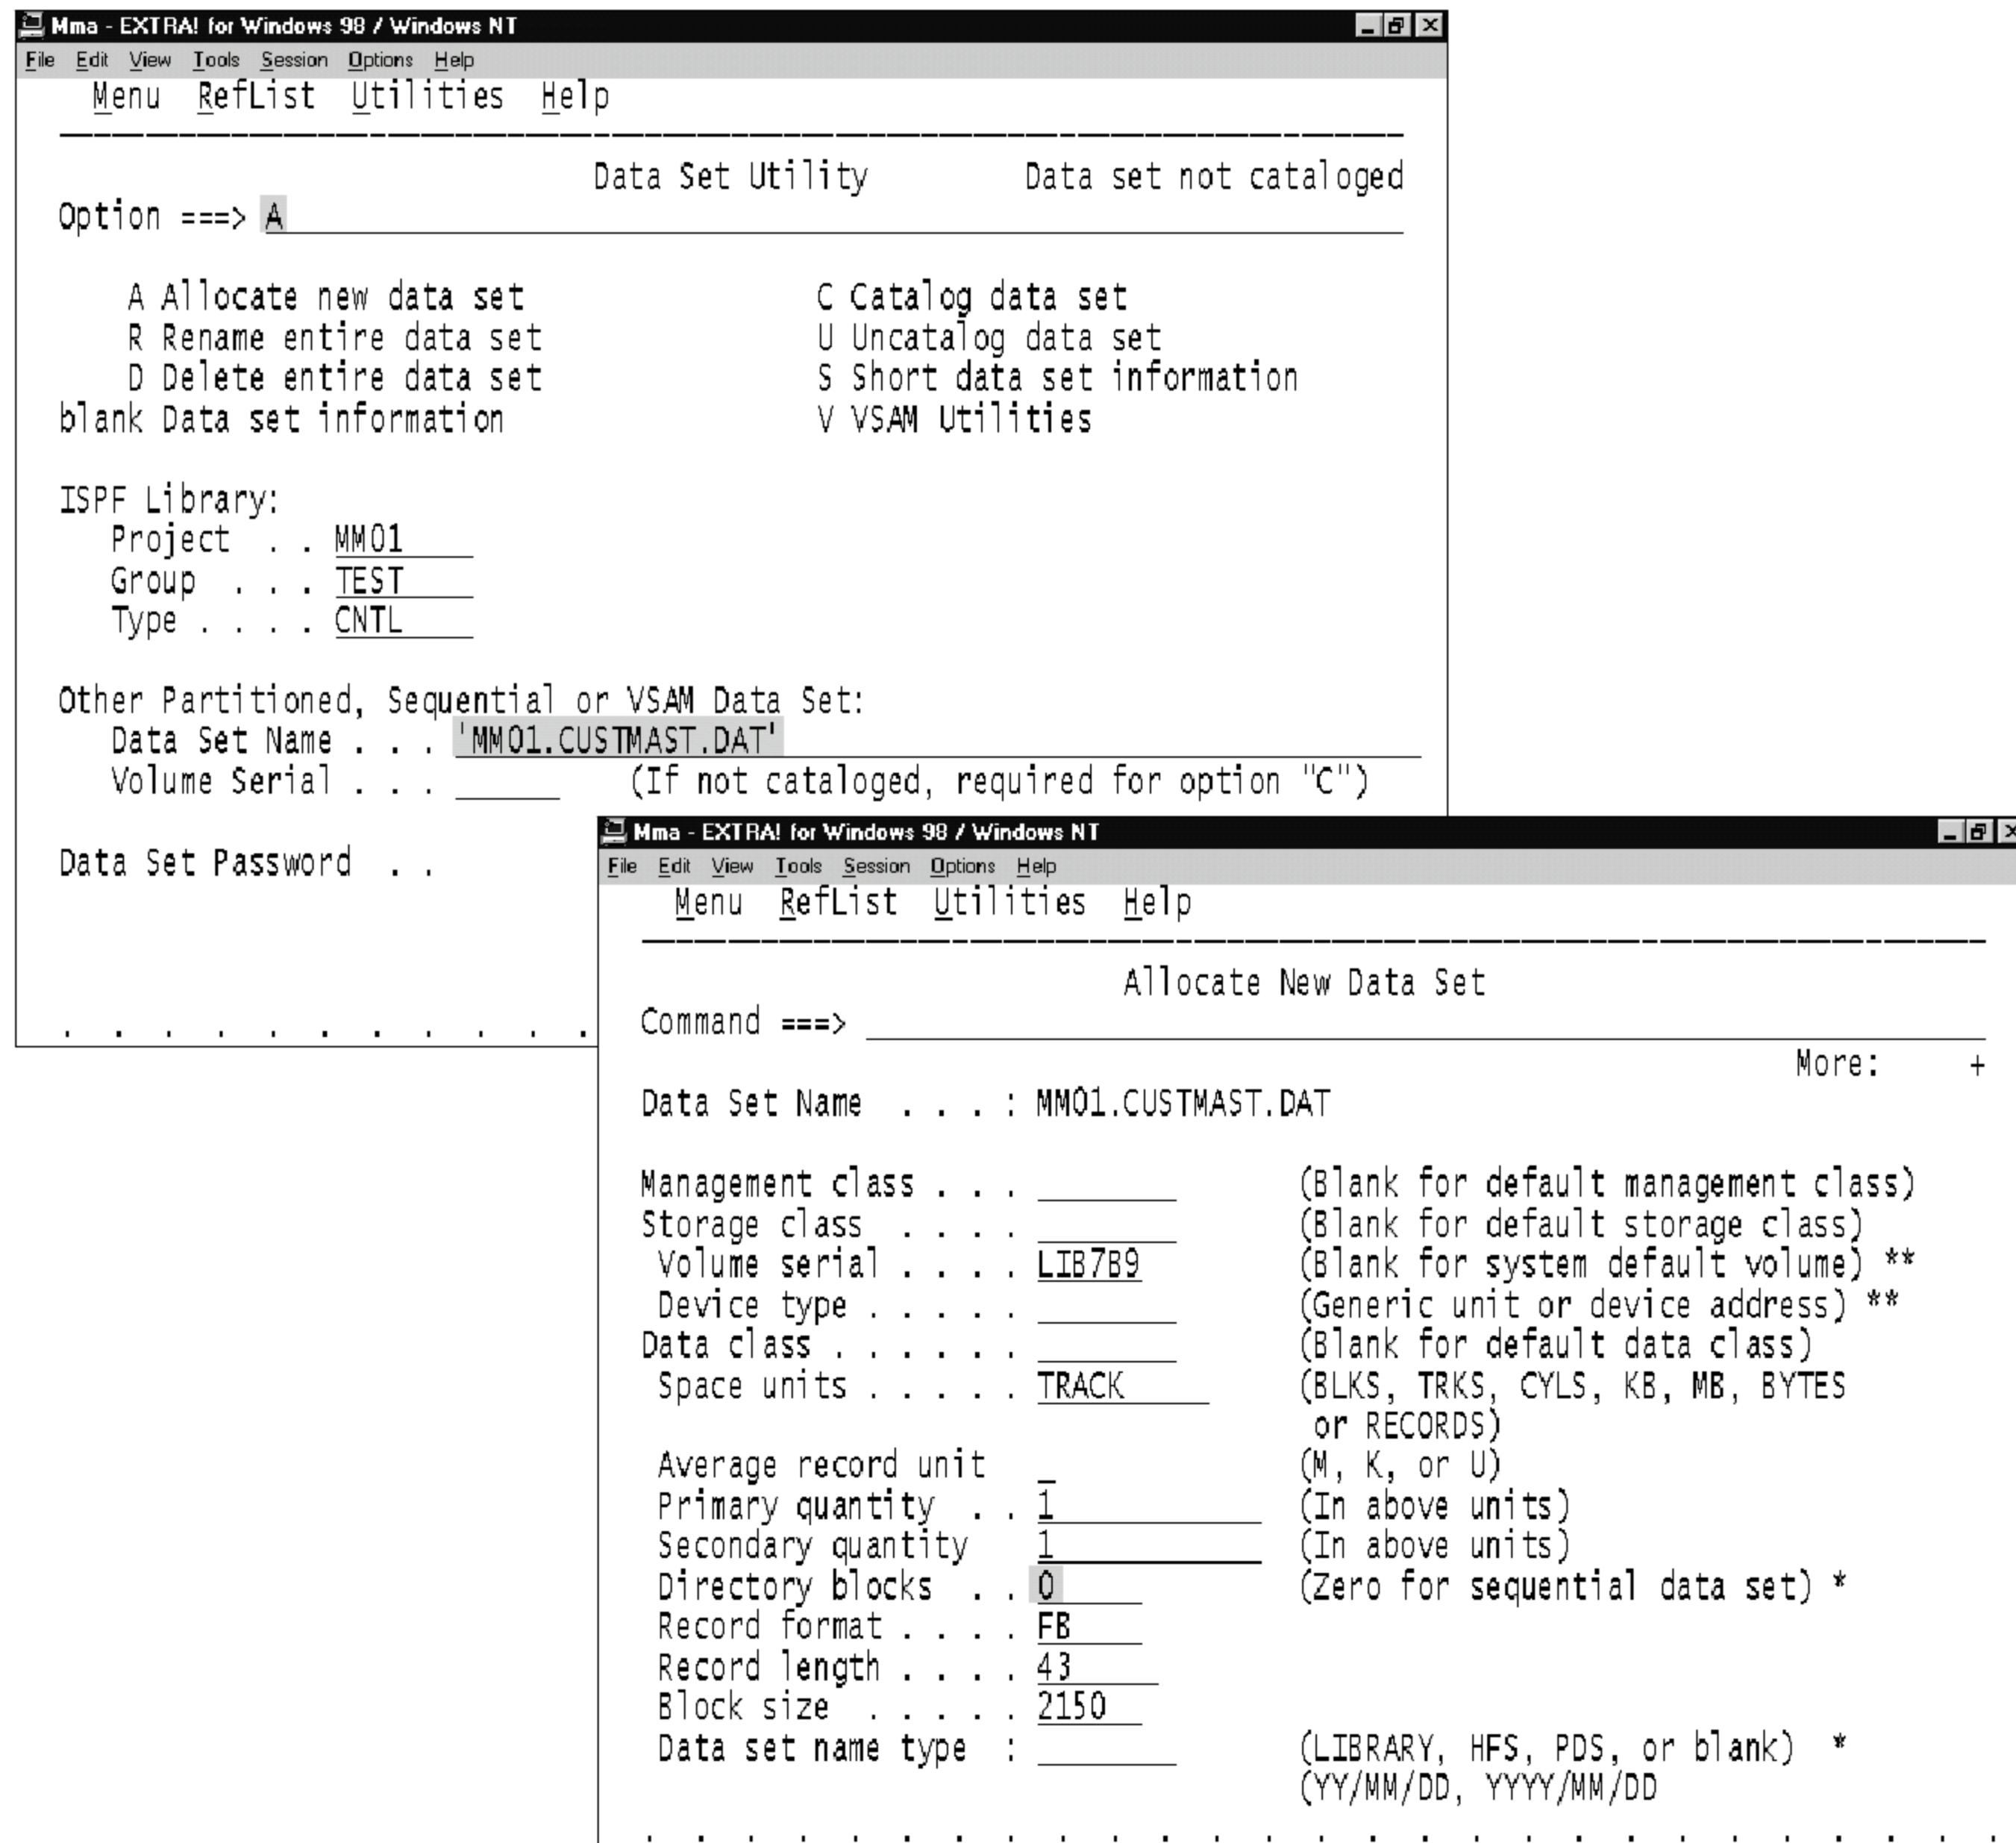 Mma - EXTRA! for Windows 98 / Windows NT
File Edit View Tools Session Options Help
Menu RefList Utilities Help
Data Set Utility Data set not cataloged
Option ===> A
A Allocate new data set C Catalog data set
R Rename entire data set U Uncatalog data set
D Delete entire data set S Short data set information
blank Data set information V VSAM Utilities
ISPF Library:
Project . . MM01
Group . . . TEST
Type . . . . CNTL
Other Partitioned, Sequential or VSAM Data Set:
Data Set Name . . . 'MM01.CUSTMAST.DAT'
Volume Serial . . . (If not cataloged, required for option "C")
Data Set Password . .
. . . . . . . . . . .
Mma - EXTRA! for Windows 98 / Windows NT
File Edit View Tools Session Options Help
Menu RefList Utilities Help
Allocate New Data Set
Command ===>
More: +
Data Set Name . . . : MM01.CUSTMAST.DAT
Management class . . . (Blank for default management class)
Storage class . . . . (Blank for default storage class)
Volume serial . . . . LIB7B9 (Blank for system default volume) **
Device type . . . . . (Generic unit or device address) **
Data class . . . . . . (Blank for default data class)
Space units . . . . . TRACK (BLKS, TRKS, CYLS, KB, MB, BYTES
or RECORDS)
Average record unit (M, K, or U)
Primary quantity . . 1 (In above units)
Secondary quantity 1 (In above units)
Directory blocks . . 0 (Zero for sequential data set) *
Record format . . . . FB
Record length . . . . 43
Block size . . . . . 2150
Data set name type : (LIBRARY, HFS, PDS, or blank) *
(YY/MM/DD, YYYY/MM/DD
. . . . . . . . . . . . . . . . . . . . . . . . . . .